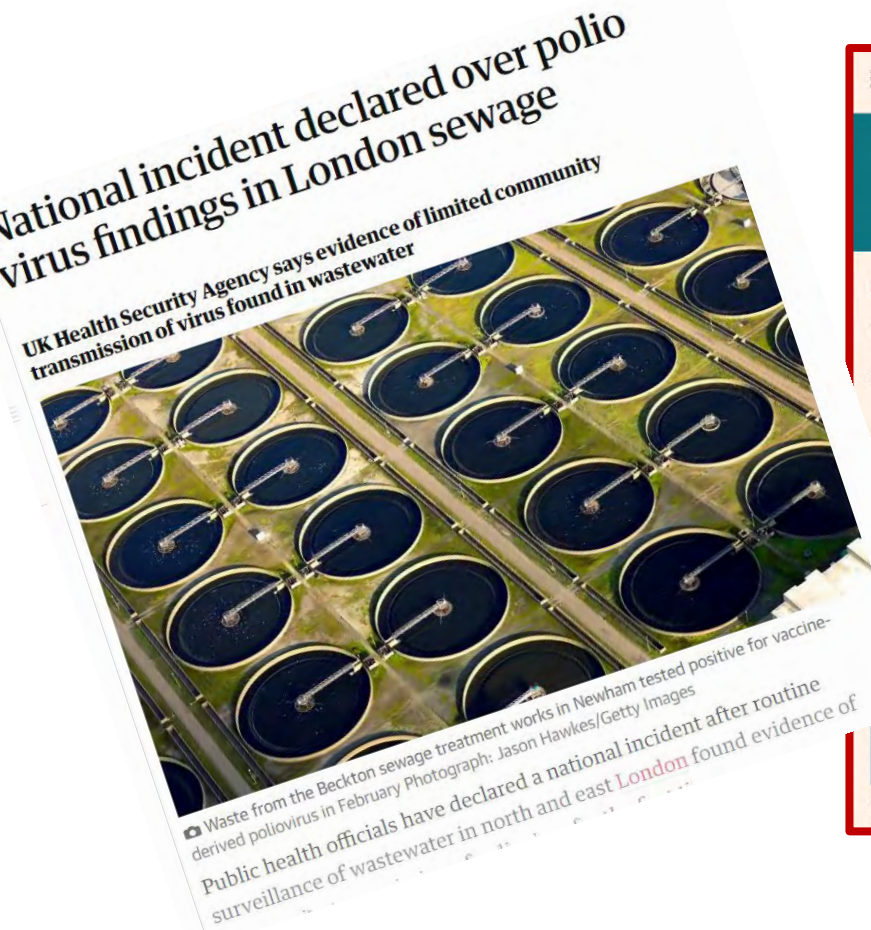 National incident declared over polio
virus findings in London sewage
UK Health Security Agency says evidence of limited community
transmission of virus found in wastewater
Waste from the Beckton sewage treatment works in Newham tested positive for vaccine-
derived poliovirus in February Photograph: Jason Hawkes/Getty Images
Public health officials have declared a national incident after routine
surveillance of wastewater in north and east London found evidence of